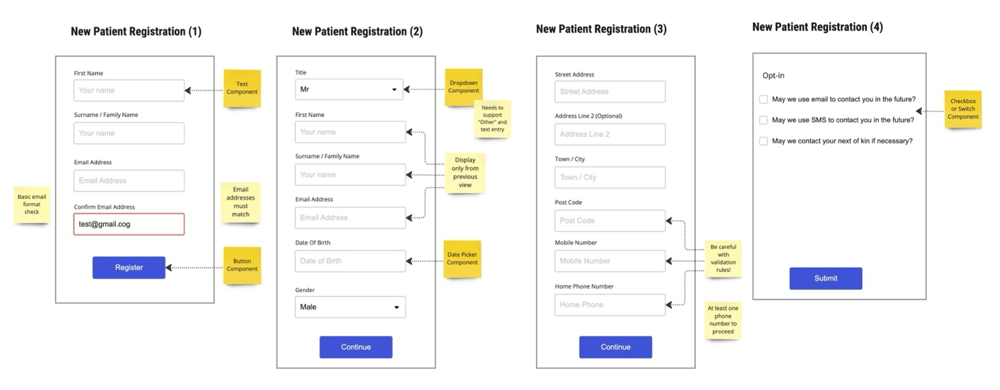 New Patient Registration (1)
First Name
Your name
Text
Component
Surname / Family Name
Your name
Email Address
Email Address
Basic email
format
check
Email
addresses
must
match
Confirm Email Address
test@gmail.cog
Register
Button
Component
New Patient Registration (2)
Title
Mr
Dropdown
Component
Needs to
support
"Other" and
text entry
First Name
Your name
Surname / Family Name
Your name
Display
only from
previous
view
Email Address
Email Address
Date Of Birth
Date of Birth
Date Picker
Component
Gender
Male
Continue
New Patient Registration (3)
Street Address
Street Address
Address Line 2 (Optional)
Address Line 2
Town / City
Town / City
Post Code
Post Code
Mobile Number
Mobile Number
Be careful
with
validation
rules!
Home Phone Number
Home Phone
At least one
phone
number to
proceed
Continue
New Patient Registration (4)
Opt-in
May we use email to contact you in the future?
May we use SMS to contact you in the future?
May we contact your next of kin if necessary?
Checkbox
or Switch
Component
Submit